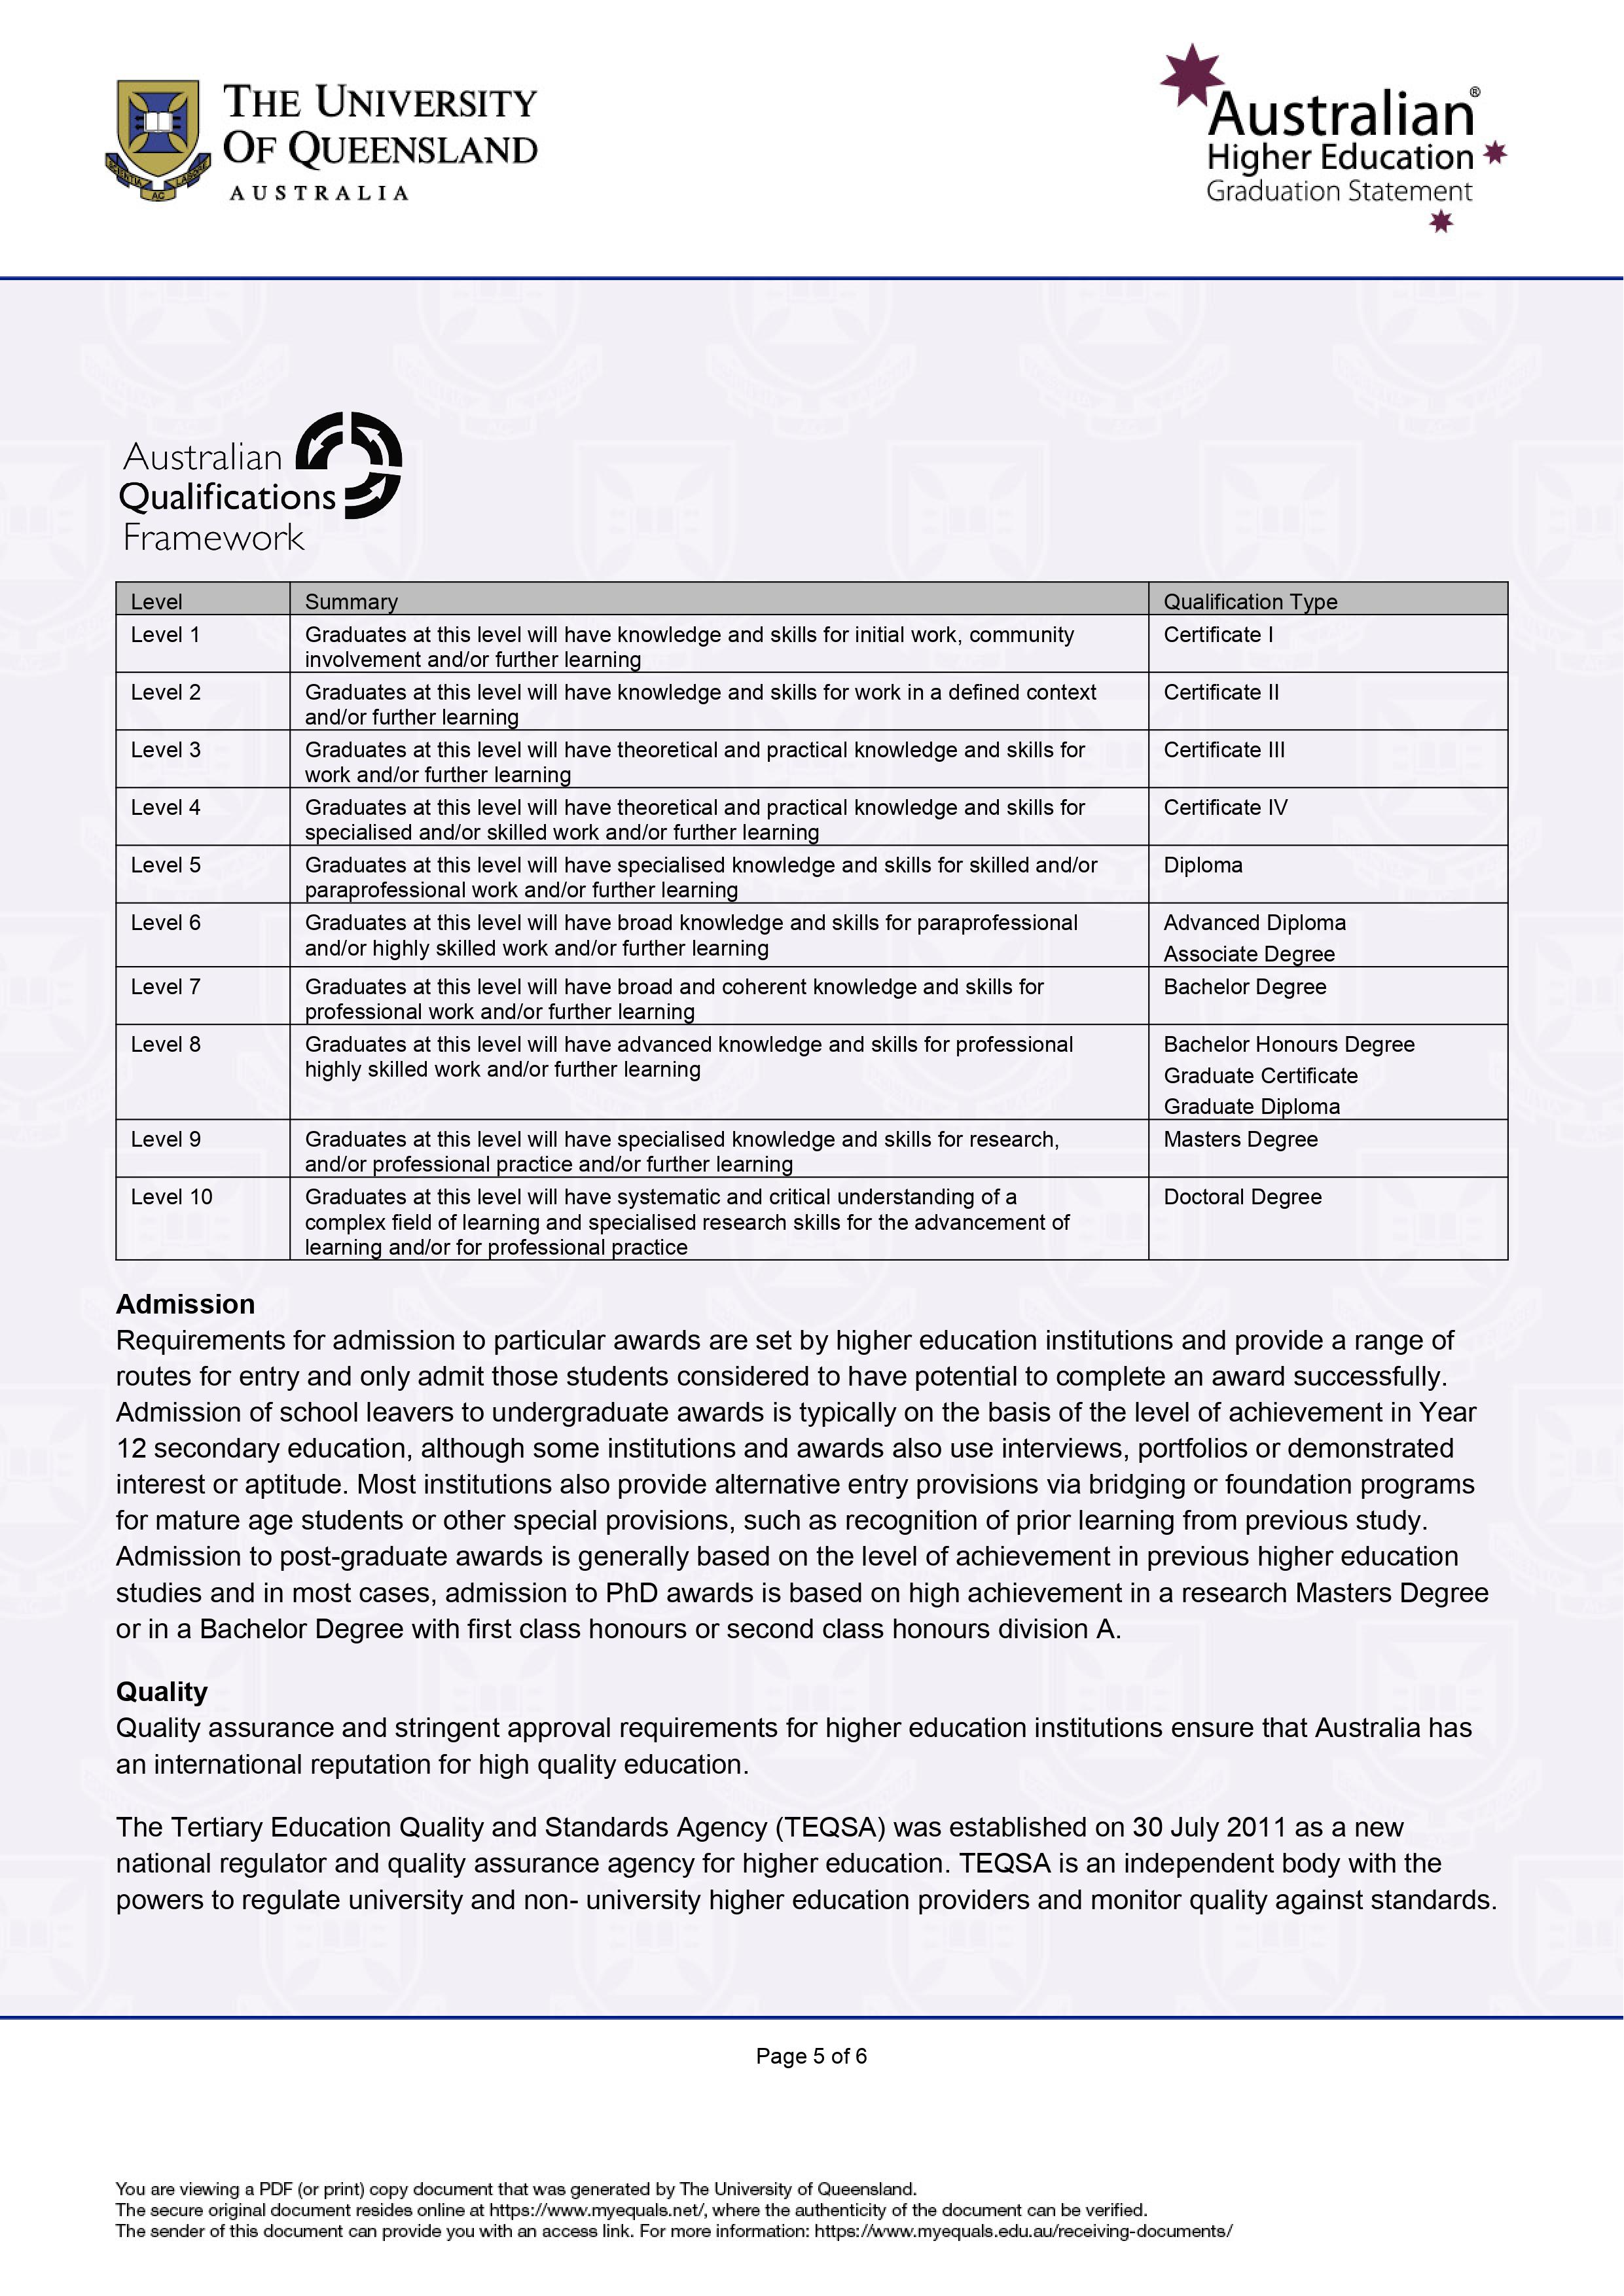 THE UNIVERSITY
OF QUEENSLAND
AUSTRALIA
SCIENTIA AC LABORE
Australian®
Higher Education
Graduation Statement
Australian
Qualifications
Framework
Level Summary Qualification Type
Level 1 Graduates at this level will have knowledge and skills for initial work, community Certificate I
involvement and/or further learning
Level 2 Graduates at this level will have knowledge and skills for work in a defined context Certificate II
and/or further learning
Level 3 Graduates at this level will have theoretical and practical knowledge and skills for Certificate III
work and/or further learning
Level 4 Graduates at this level will have theoretical and practical knowledge and skills for Certificate IV
specialised and/or skilled work and/or further learning
Level 5 Graduates at this level will have specialised knowledge and skills for skilled and/or Diploma
paraprofessional work and/or further learning
Level 6 Graduates at this level will have broad knowledge and skills for paraprofessional Advanced Diploma
and/or highly skilled work and/or further learning Associate Degree
Level 7 Graduates at this level will have broad and coherent knowledge and skills for Bachelor Degree
professional work and/or further learning
Level 8 Graduates at this level will have advanced knowledge and skills for professional Bachelor Honours Degree
highly skilled work and/or further learning Graduate Certificate
Graduate Diploma
Level 9 Graduates at this level will have specialised knowledge and skills for research, Masters Degree
and/or professional practice and/or further learning
Level 10 Graduates at this level will have systematic and critical understanding of a Doctoral Degree
complex field of learning and specialised research skills for the advancement of
learning and/or for professional practice
Admission
Requirements for admission to particular awards are set by higher education institutions and provide a range of
routes for entry and only admit those students considered to have potential to complete an award successfully.
Admission of school leavers to undergraduate awards is typically on the basis of the level of achievement in Year
12 secondary education, although some institutions and awards also use interviews, portfolios or demonstrated
interest or aptitude. Most institutions also provide alternative entry provisions via bridging or foundation programs
for mature age students or other special provisions, such as recognition of prior learning from previous study.
Admission to post-graduate awards is generally based on the level of achievement in previous higher education
studies and in most cases, admission to PhD awards is based on high achievement in a research Masters Degree
or in a Bachelor Degree with first class honours or second class honours division A.
Quality
Quality assurance and stringent approval requirements for higher education institutions ensure that Australia has
an international reputation for high quality education.
The Tertiary Education Quality and Standards Agency (TEQSA) was established on 30 July 2011 as a new
national regulator and quality assurance agency for higher education. TEQSA is an independent body with the
powers to regulate university and non- university higher education providers and monitor quality against standards.
Page 5 of 6
You are viewing a PDF (or print) copy document that was generated by The University of Queensland.
The secure original document resides online at https://www.myequals.net/, where the authenticity of the document can be verified.
The sender of this document can provide you with an access link. For more information: https://www.myequals.edu.au/receiving-documents/